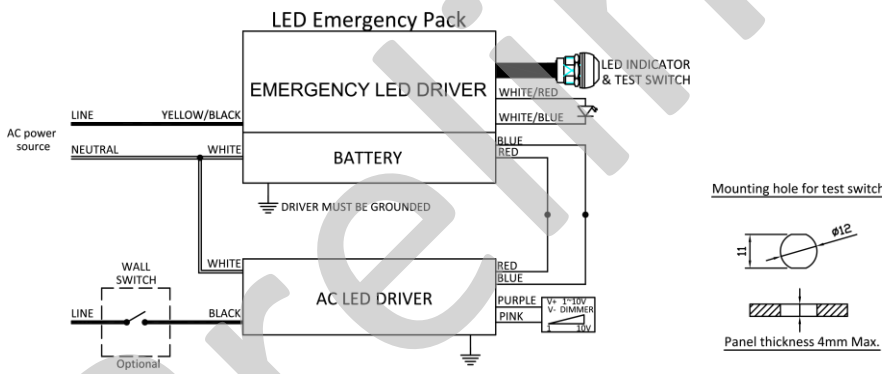 LED Emergency Pack
EMERGENCY LED DRIVER
LED INDICATOR
& TEST SWITCH
WHITE/RED
WHITE/BLUE
LINE
YELLOW/BLACK
AC power
source
NEUTRAL
WHITE
BATTERY
BLUE
RED
DRIVER MUST BE GROUNDED
Mounting hole for test switch
11
ø12
WHITE
AC LED DRIVER
RED
BLUE
WALL
SWITCH
LINE
BLACK
Optional
PURPLE
PINK
V+ 1~10V
V- DIMMER
1 10V
Panel thickness 4mm Max.